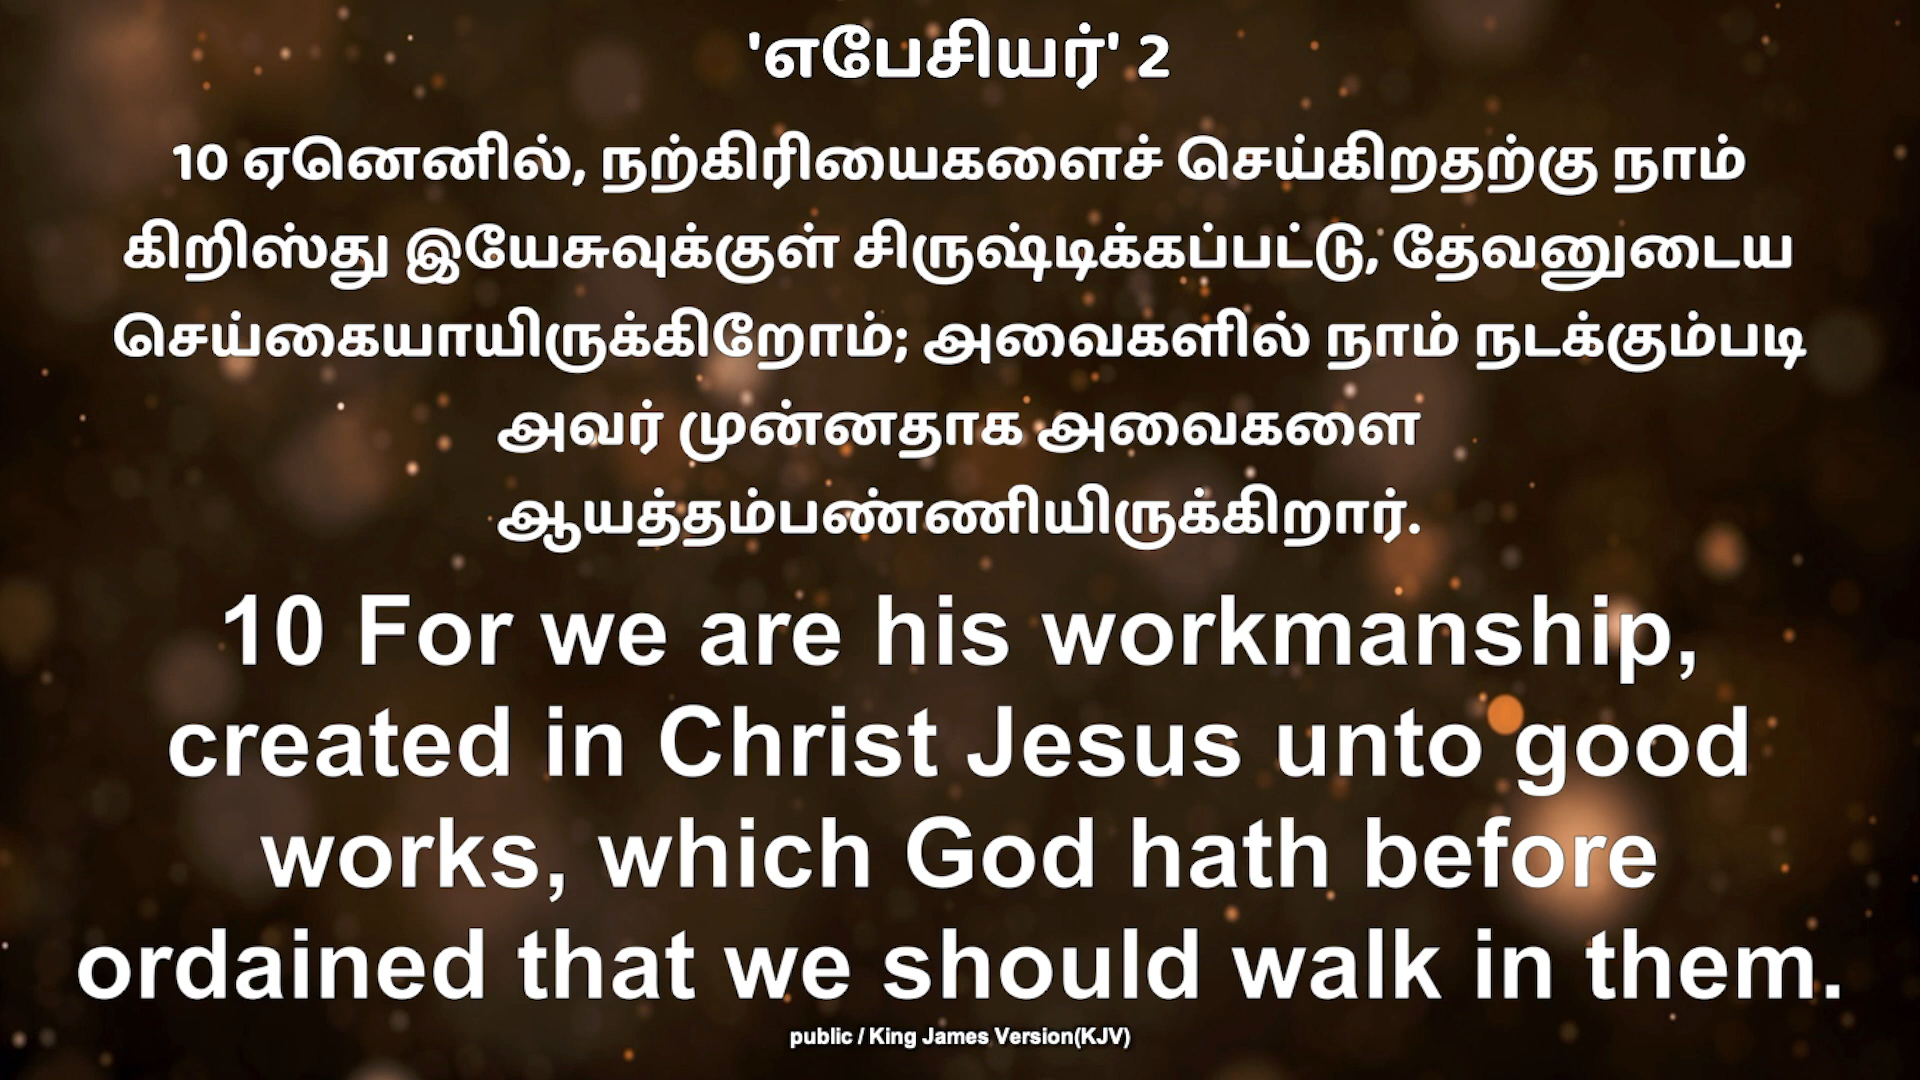 'எபேசியர்' 2
10 ஏனெனில், நற்கிரியைகளைச் செய்கிறதற்கு நாம்
கிறிஸ்து இயேசுவுக்குள் சிருஷ்டிக்கப்பட்டு, தேவனுடைய
செய்கையாயிருக்கிறோம்; அவைகளில் நாம் நடக்கும்படி
அவர் முன்னதாக அவைகளை
ஆயத்தம்பண்ணியிருக்கிறார்.
10 For we are his workmanship,
created in Christ Jesus unto good
works, which God hath before
ordained that we should walk in them.
public / King James Version(KJV)